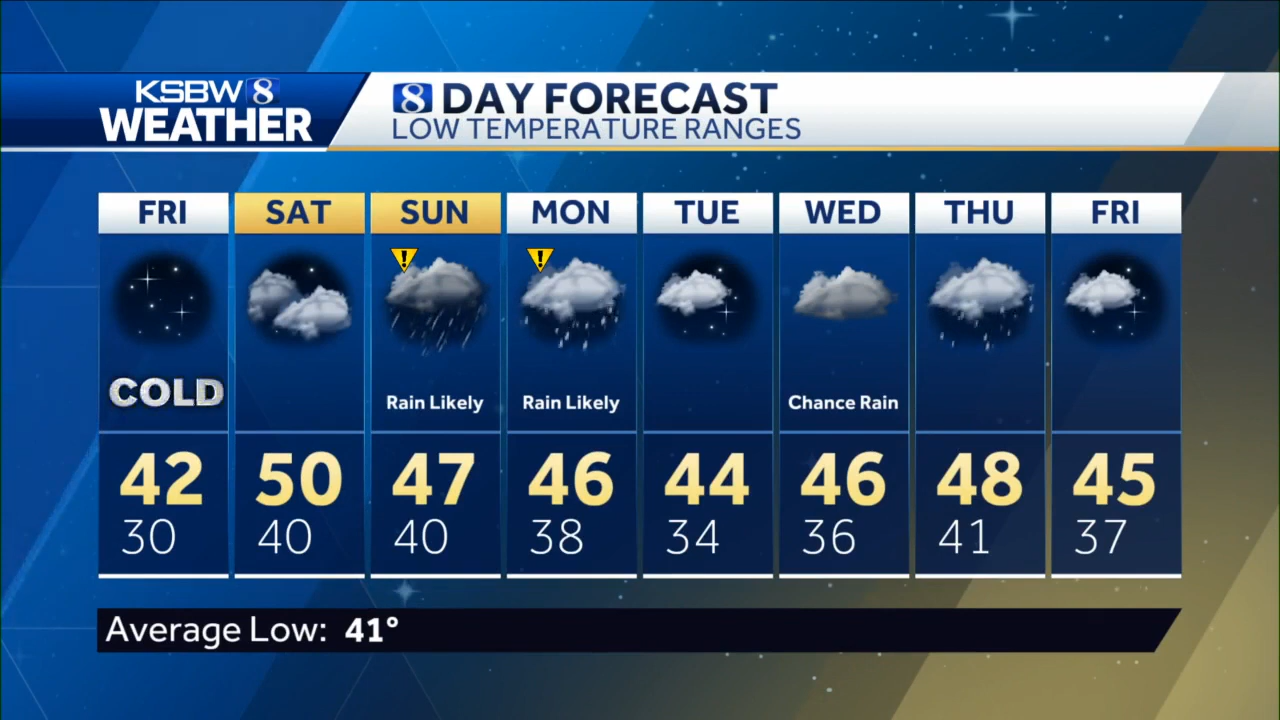 KSBW 8
WEATHER
8 DAY FORECAST
LOW TEMPERATURE RANGES
FRI SAT SUN MON TUE WED THU FRI
! !
COLD Rain Likely Rain Likely Chance Rain
42 50 47 46 44 46 48 45
30 40 40 38 34 36 41 37
Average Low: 41°